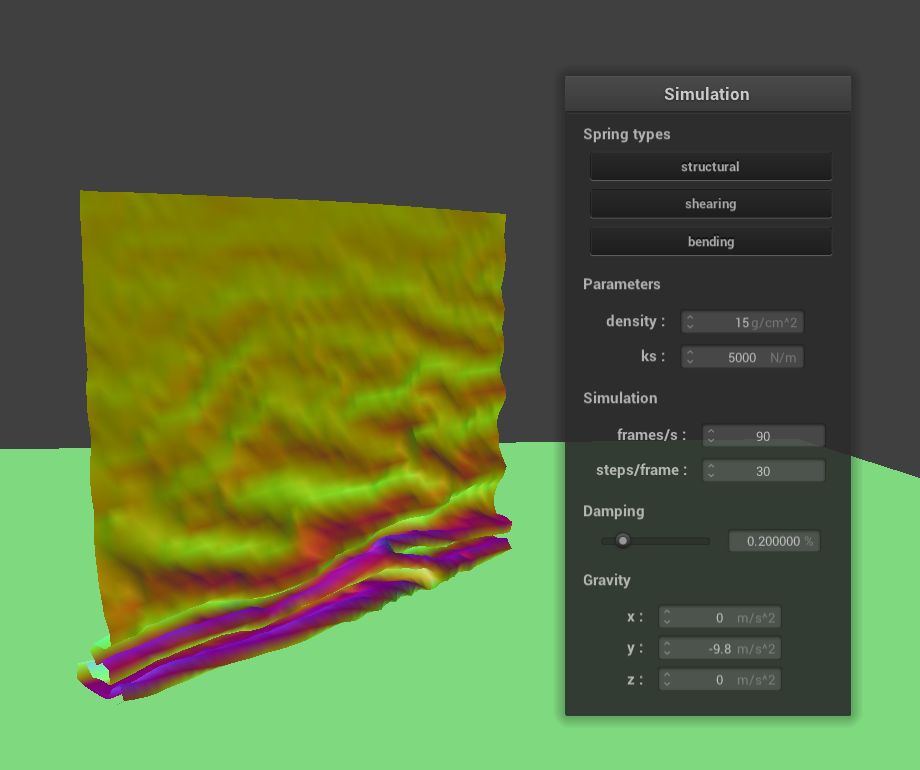 Simulation
Spring types
structural
shearing
bending
Parameters
density : 15 g/cm^2
ks : 5000 N/m
Simulation
frames/s : 90
steps/frame : 30
Damping
0.200000 %
Gravity
x : 0 m/s^2
y : -9.8 m/s^2
z : 0 m/s^2